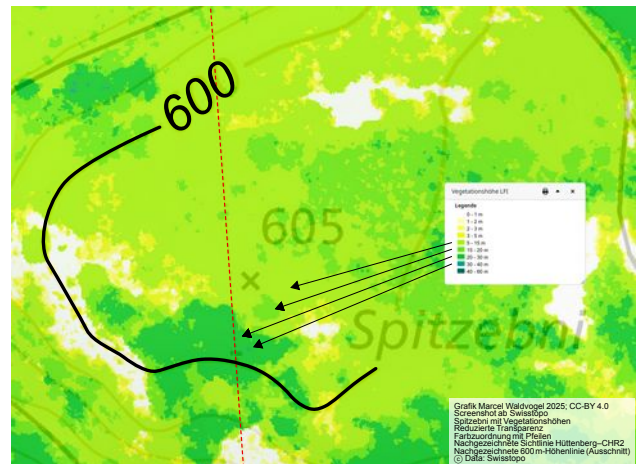 600
605
Spitzebni
Vegetationshöhe LFI
Legende
0 - 1 m
1 - 2 m
2 - 3 m
3 - 5 m
5 - 15 m
15 - 20 m
20 - 30 m
30 - 40 m
40 - 60 m
Grafik Marcel Waldvogel 2025; CC-BY 4.0
Screenshot ab Swisstopo
Spitzebni mit Vegetationshöhen
Reduzierte Transparenz
Farbzuordnung mit Pfeilen
Nachgezeichnete Sichtlinie Hüttenberg–CHR2
Nachgezeichnete 600 m-Höhenlinie (Ausschnitt)
© Data: Swisstopo